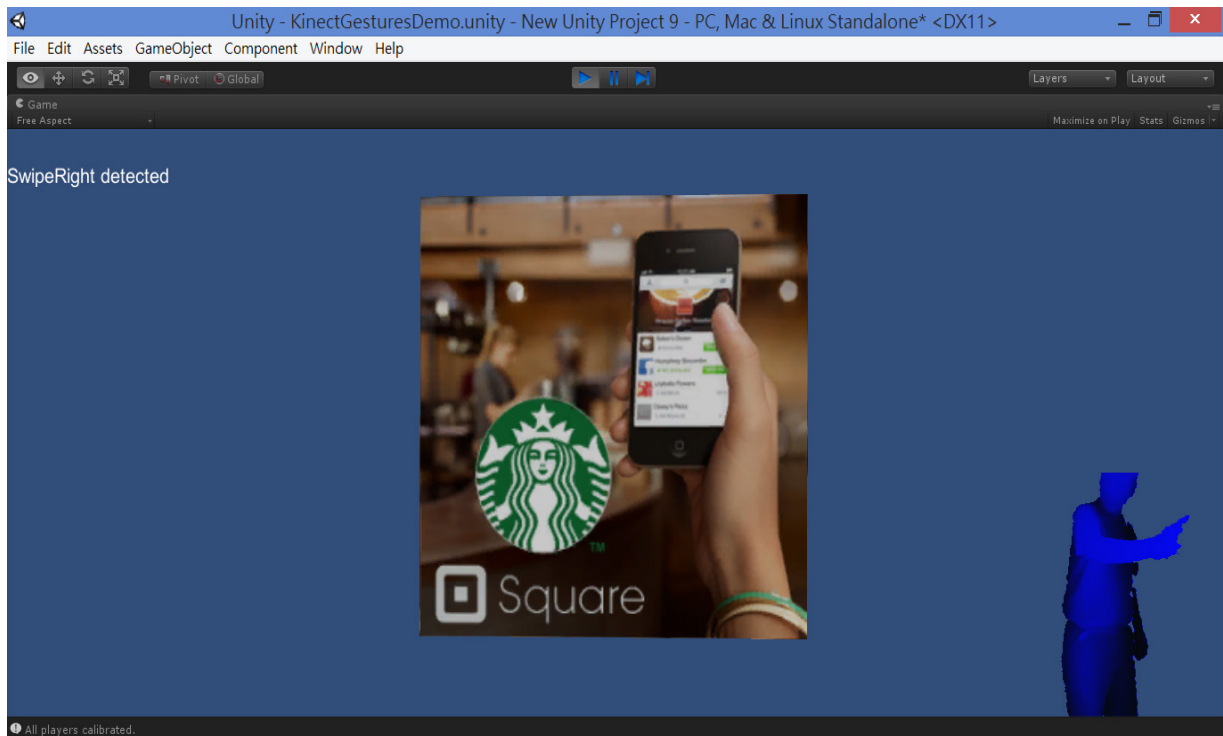 Unity - KinectGesturesDemo.unity - New Unity Project 9 - PC, Mac & Linux Standalone* <DX11>
File Edit Assets GameObject Component Window Help
Pivot Global Layers Layout
Game
Free Aspect Maximize on Play Stats Gizmos
SwipeRight detected
TM
Square
All players calibrated.